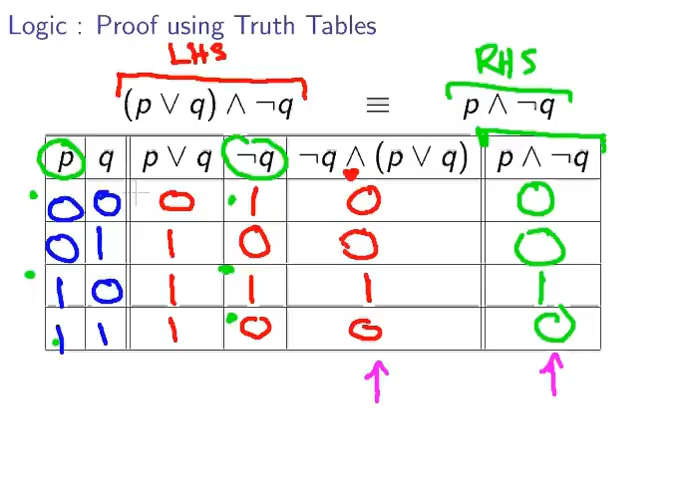 Logic : Proof using Truth Tables
LHS RHS
(p ∨ q) ∧ ¬q ≡ p ∧ ¬q
p q p ∨ q ¬q ¬q ∧ (p ∨ q) p ∧ ¬q
0 0 0 1 0 0
0 1 1 0 0 0
1 0 1 1 1 1
1 1 1 0 0 0